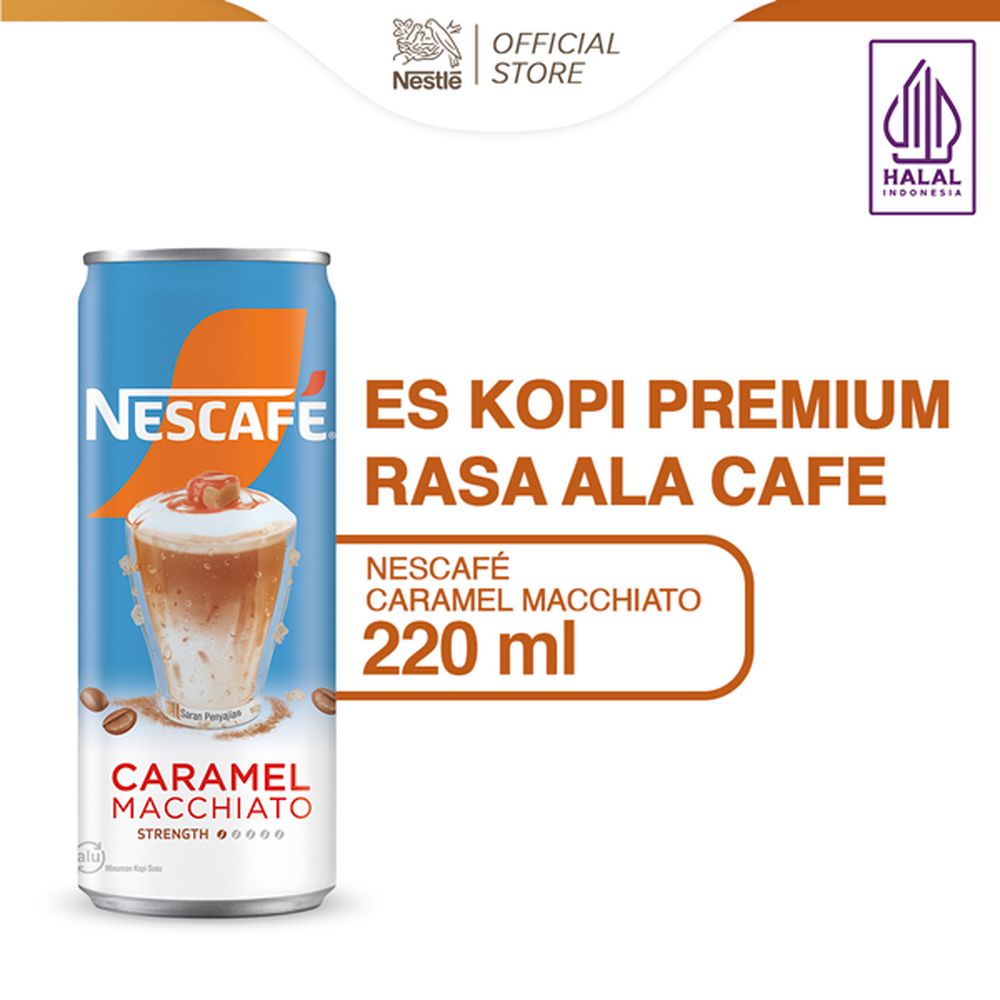 Nestlé
OFFICIAL
STORE
HALAL
INDONESIA
NESCAFÉ
ES KOPI PREMIUM
RASA ALA CAFE
NESCAFÉ
CARAMEL MACCHIATO
220 ml
Saran Penyajian
CARAMEL
MACCHIATO
STRENGTH
alu
Minuman Kopi Susu